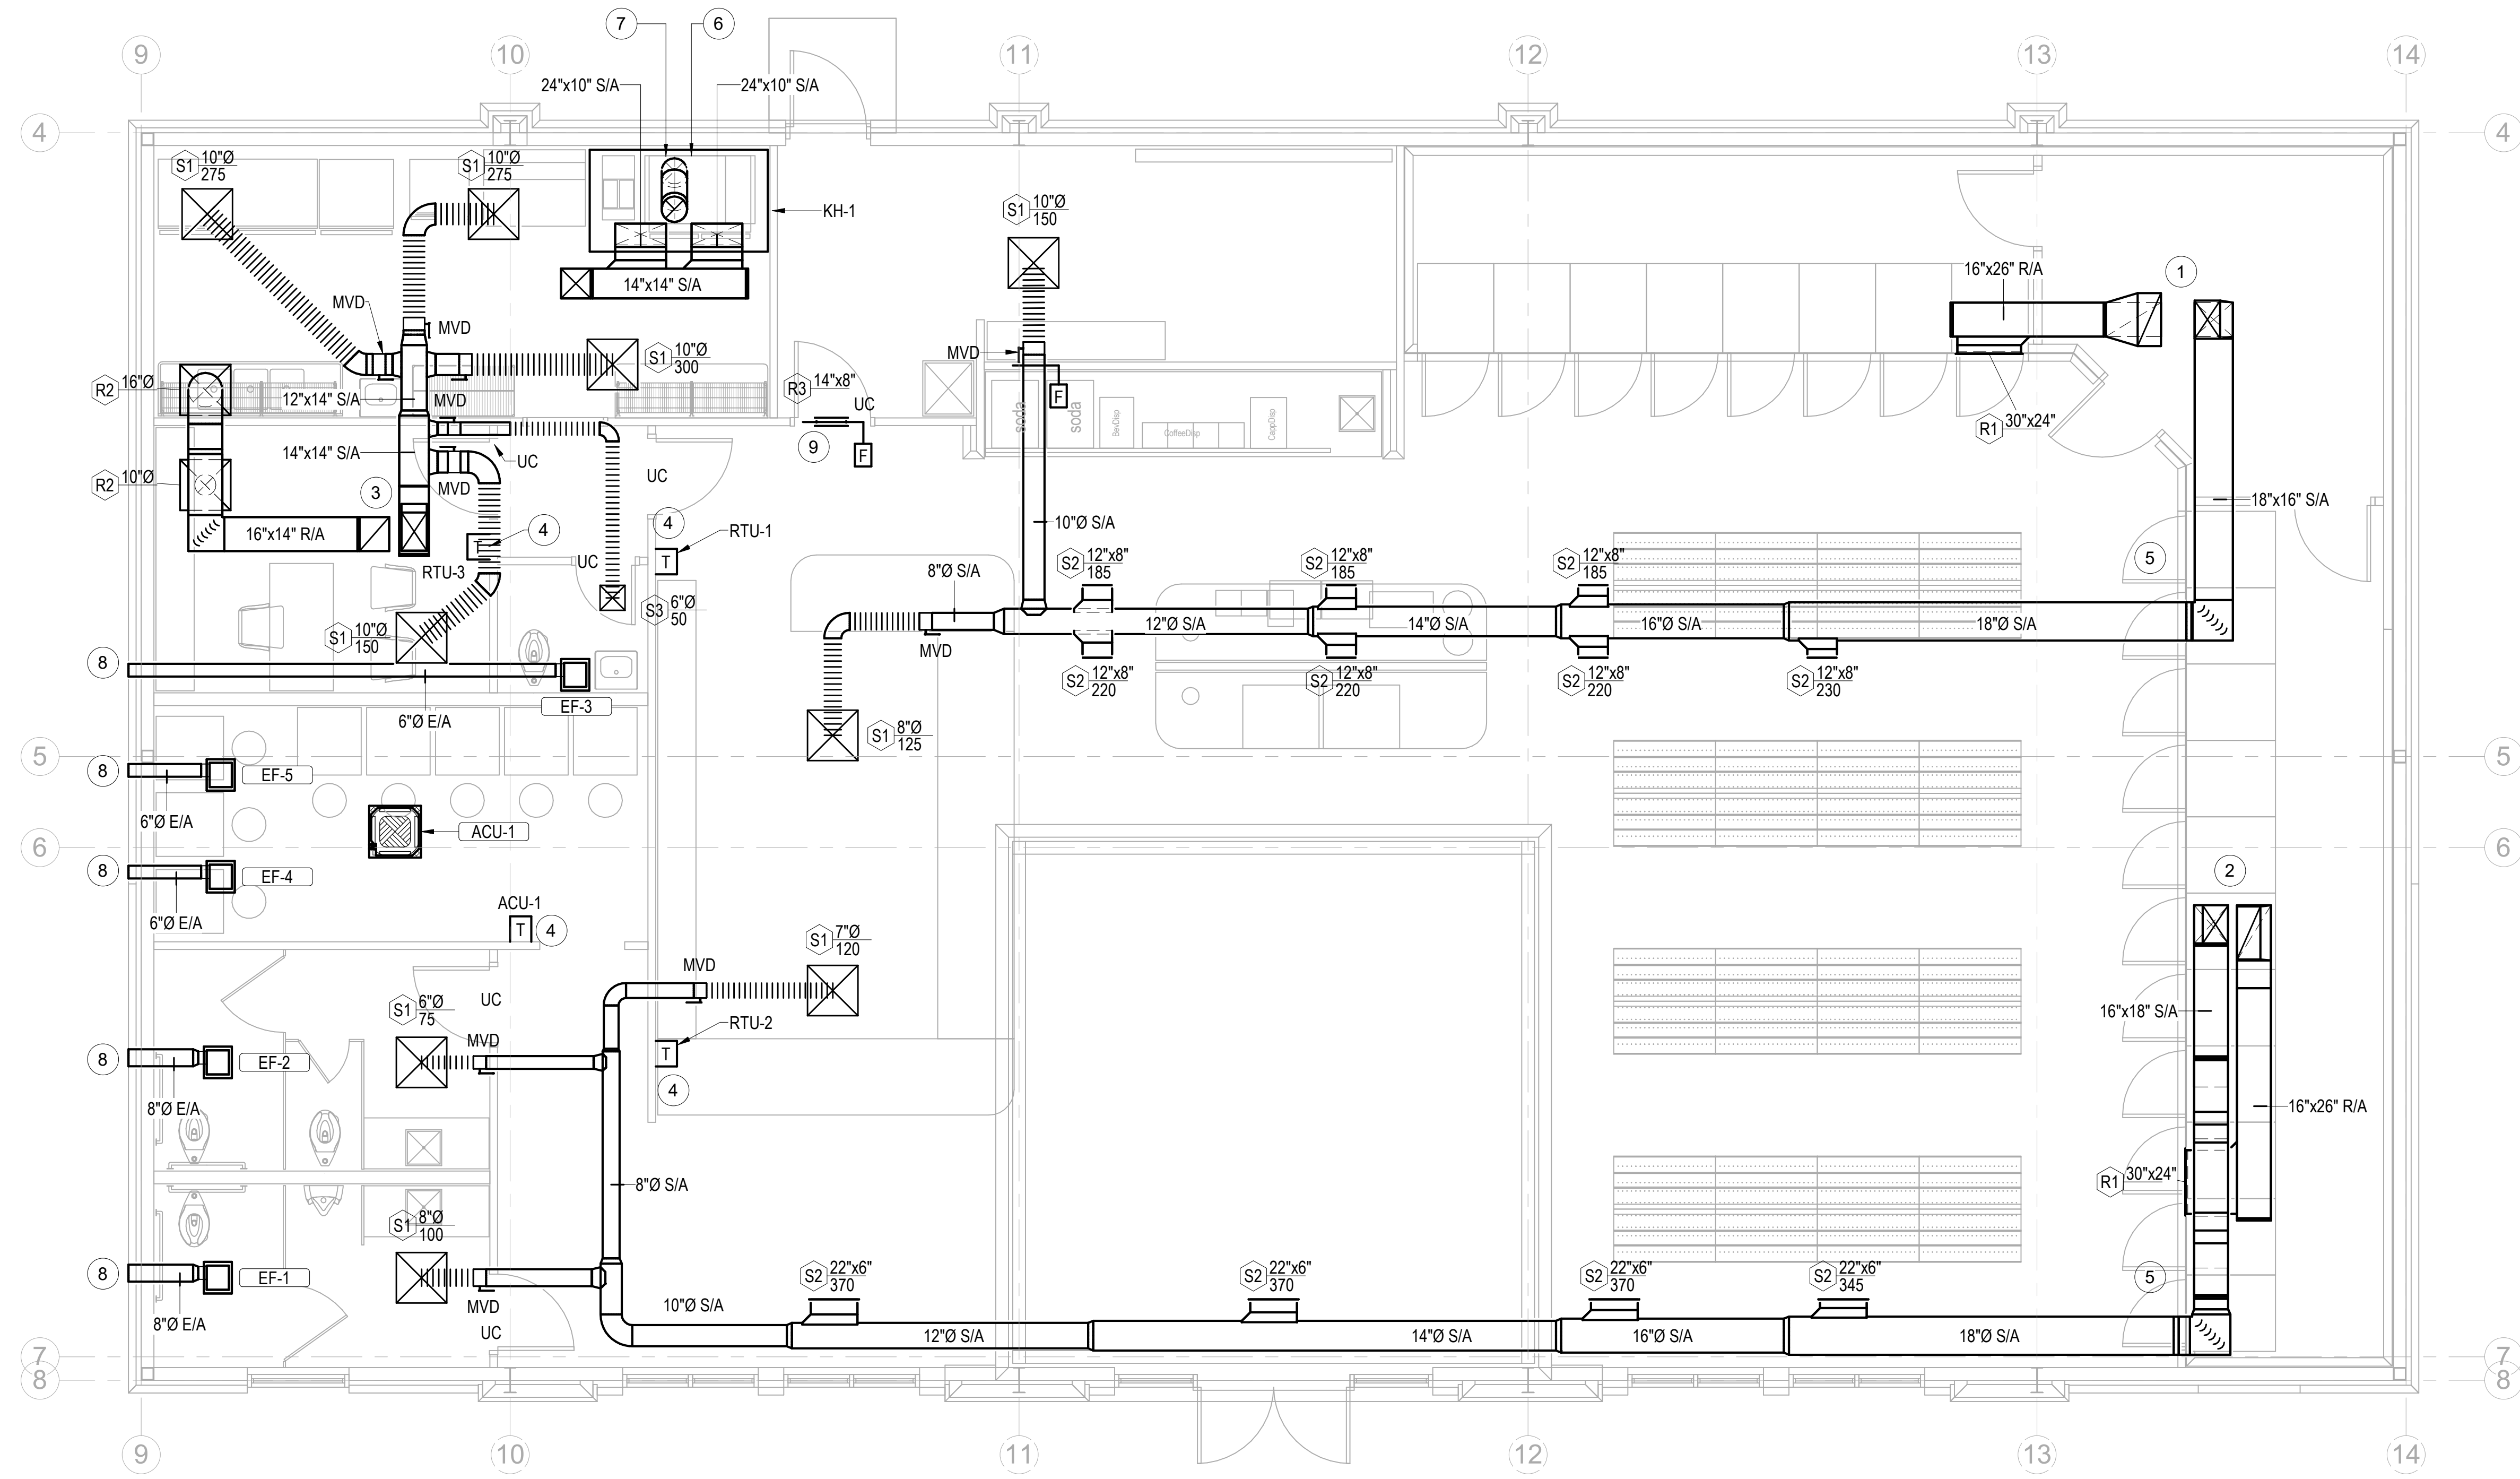 7
6
9
10
11
12
13
14
24"x10" S/A
24"x10" S/A
4
4
S1 10"Ø
275
S1 10"Ø
275
KH-1
S1 10"Ø
150
14"x14" S/A
16"x26" R/A
1
MVD
MVD
MVD
S1 10"Ø
300
R2 16"Ø
12"x14" S/A
MVD
R3 14"x8"
UC
F
soda
soda
BevDisp
CoffeeDisp
CappDisp
R1 30"x24"
14"x14" S/A
UC
9
F
R2 10"Ø
3
MVD
UC
18"x16" S/A
16"x14" R/A
T
4
4
RTU-1
10"Ø S/A
RTU-3
UC
T
8"Ø S/A
S2 12"x8"
185
S2 12"x8"
185
S2 12"x8"
185
5
S3 6"Ø
50
S1 10"Ø
150
12"Ø S/A
14"Ø S/A
16"Ø S/A
18"Ø S/A
MVD
8
S2 12"x8"
220
S2 12"x8"
220
S2 12"x8"
220
S2 12"x8"
230
EF-3
6"Ø E/A
S1 8"Ø
125
5
5
8
EF-5
6"Ø E/A
ACU-1
6
6
8
EF-4
2
6"Ø E/A
ACU-1
T
4
S1 7"Ø
120
MVD
UC
S1 6"Ø
75
16"x18" S/A
RTU-2
MVD
T
8
EF-2
4
8"Ø E/A
16"x26" R/A
8"Ø S/A
R1 30"x24"
S1 8"Ø
100
8
EF-1
S2 22"x6"
370
S2 22"x6"
370
S2 22"x6"
370
S2 22"x6"
345
5
MVD
10"Ø S/A
8"Ø E/A
UC
12"Ø S/A
14"Ø S/A
16"Ø S/A
18"Ø S/A
7
7
8
8
9
10
11
12
13
14